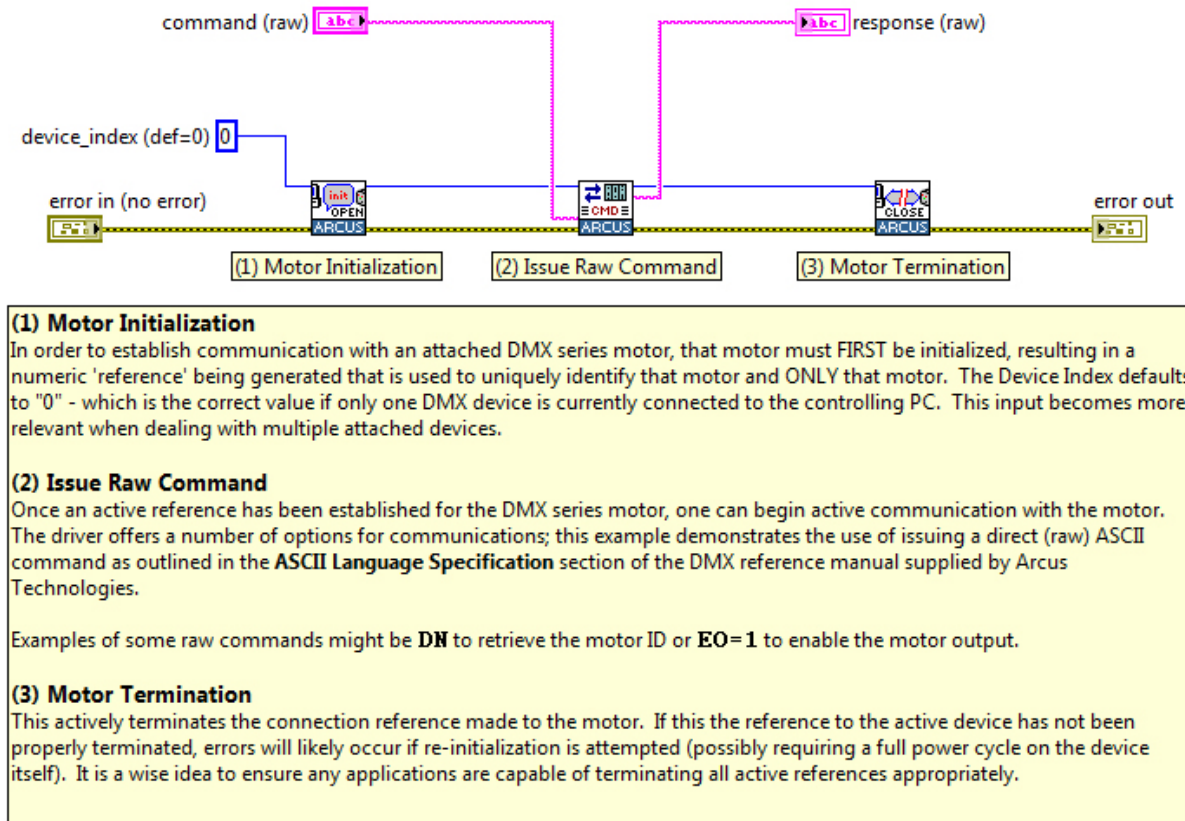 command (raw) abc abc response (raw)
device_index (def=0) 0
error in (no error) init OPEN ARCUS CMD ARCUS CLOSE ARCUS error out
(1) Motor Initialization (2) Issue Raw Command (3) Motor Termination
(1) Motor Initialization
In order to establish communication with an attached DMX series motor, that motor must FIRST be initialized, resulting in a
numeric 'reference' being generated that is used to uniquely identify that motor and ONLY that motor. The Device Index defaults
to "0" - which is the correct value if only one DMX device is currently connected to the controlling PC. This input becomes more
relevant when dealing with multiple attached devices.
(2) Issue Raw Command
Once an active reference has been established for the DMX series motor, one can begin active communication with the motor.
The driver offers a number of options for communications; this example demonstrates the use of issuing a direct (raw) ASCII
command as outlined in the ASCII Language Specification section of the DMX reference manual supplied by Arcus
Technologies.
Examples of some raw commands might be DN to retrieve the motor ID or EO=1 to enable the motor output.
(3) Motor Termination
This actively terminates the connection reference made to the motor. If this the reference to the active device has not been
properly terminated, errors will likely occur if re-initialization is attempted (possibly requiring a full power cycle on the device
itself). It is a wise idea to ensure any applications are capable of terminating all active references appropriately.